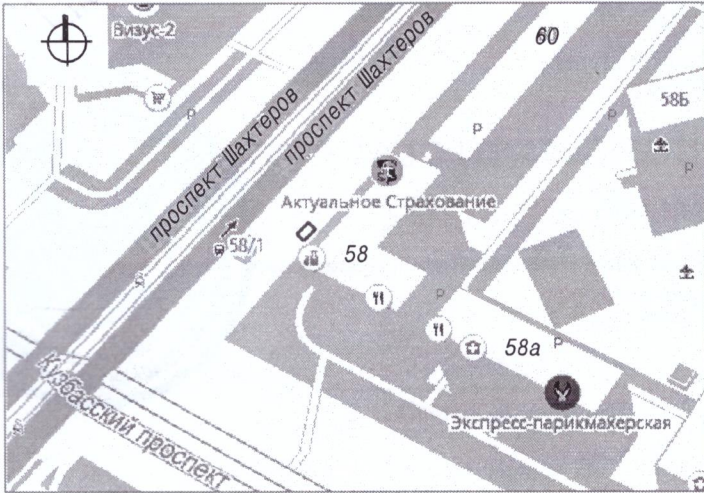 Визус-2
60
проспект Шахтеров
проспект Шахтеров
58Б
P
P
P
P
Актуальное Страхование
58/1
58
P
58а
P
Кузбасский проспект
Экспресс-парикмахерская